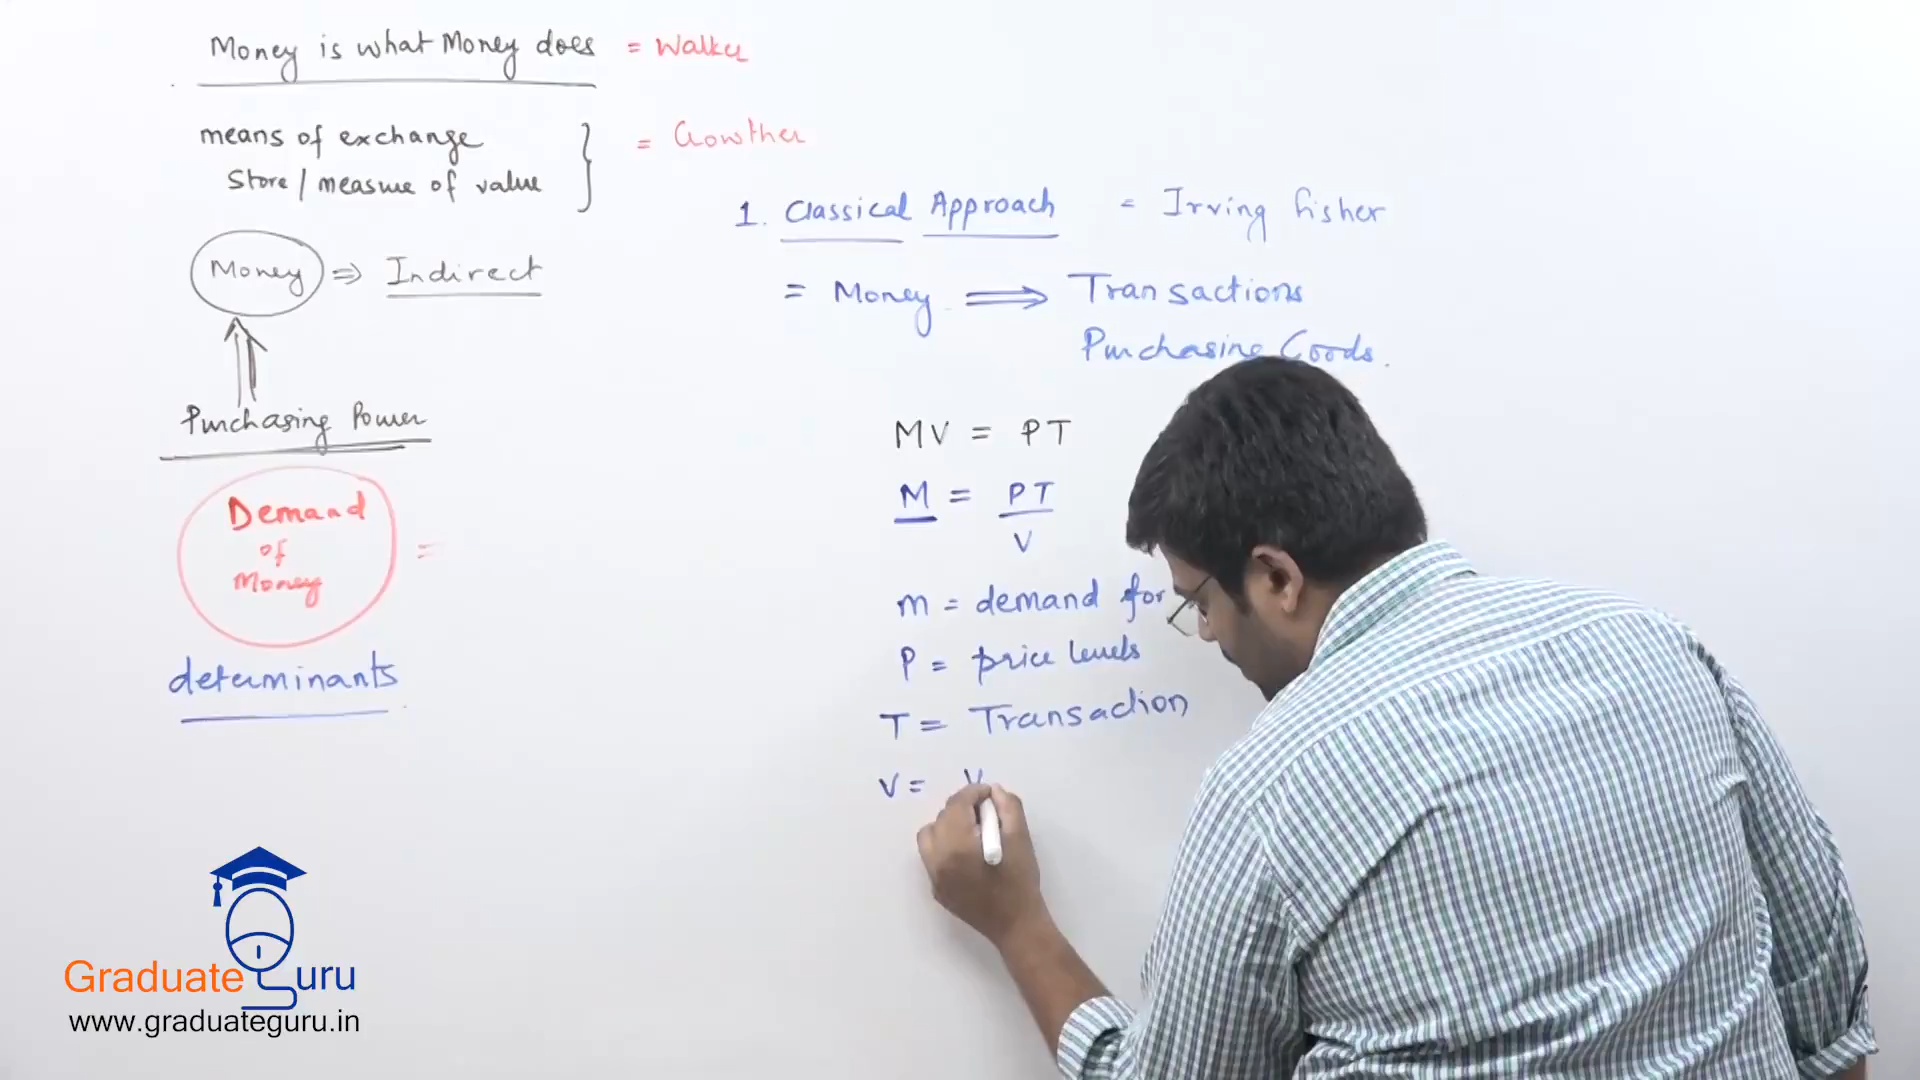 Money is what Money does = Walker
means of exchange
Store / measure of value
} = Crowther
Money ⇒ Indirect
Purchasing Power
Demand
of
Money
=
determinants
1. Classical Approach = Irving fisher
= Money ⟹ Transactions
Purchasing Goods.
MV = PT
M = PT
V
m = demand for
P = price levels
T = Transaction
V = V
Graduate Guru
www.graduateguru.in